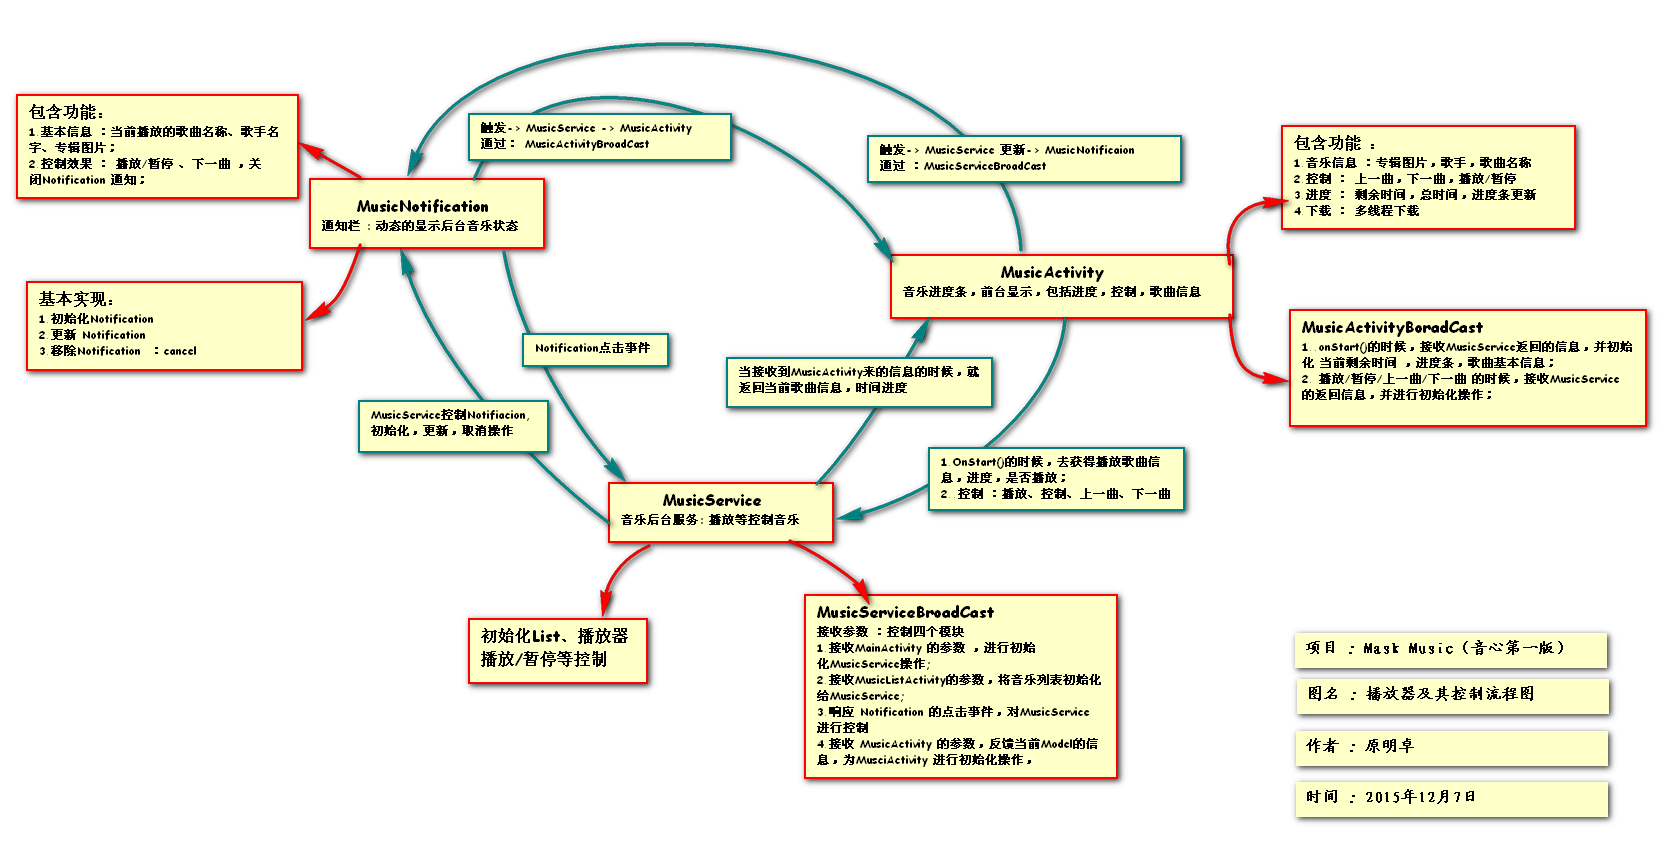 包含功能：
1.基本信息 ：当前播放的歌曲名称、歌手名
字、专辑图片；
2.控制效果 ： 播放/暂停 、下一曲 ，关
闭Notification 通知；
MusicNotification
通知栏 ：动态的显示后台音乐状态
基本实现：
1.初始化Notification
2.更新 Notification
3.移除Notification ：cancel
触发-> MusicService -> MusicActivity
通过： MusicActivityBroadCast
触发-> MusicService 更新-> MusicNotificaion
通过 ：MusicServiceBroadCast
包含功能 ：
1.音乐信息 ：专辑图片，歌手，歌曲名称
2.控制 ： 上一曲，下一曲，播放/暂停
3.进度 ： 剩余时间，总时间，进度条更新
4.下载 ： 多线程下载
MusicActivity
音乐进度条，前台显示，包括进度，控制，歌曲信息
MusicActivityBoradCast
1. onStart()的时候，接收MusicService返回的信息，并初始
化 当前剩余时间 ，进度条，歌曲基本信息；
2. 播放/暂停/上一曲/下一曲 的时候，接收MusicService
的返回信息，并进行初始化操作；
Notification点击事件
当接收到MusicActivity来的信息的时候，就
返回当前歌曲信息，时间进度
MusicService控制Notifiacion,
初始化，更新，取消操作
1.OnStart()的时候，去获得播放歌曲信
息，进度，是否播放；
2. 控制 ：播放、控制、上一曲、下一曲
MusicService
音乐后台服务：播放等控制音乐
初始化List、播放器
播放/暂停等控制
MusicServiceBroadCast
接收参数 ：控制四个模块
1.接收MainActivity 的参数 ，进行初始
化MusicService操作;
2.接收MusicListActivity的参数，将音乐列表初始化
给MusicService;
3.响应 Notification 的点击事件，对MusicService
进行控制
4.接收 MusicActivity 的参数，反馈当前Model的信
息，为MusciActivity 进行初始化操作，
项目 ：Mask Music（音心第一版）
图名 ：播放器及其控制流程图
作者 ：原明卓
时间 ：2015年12月7日